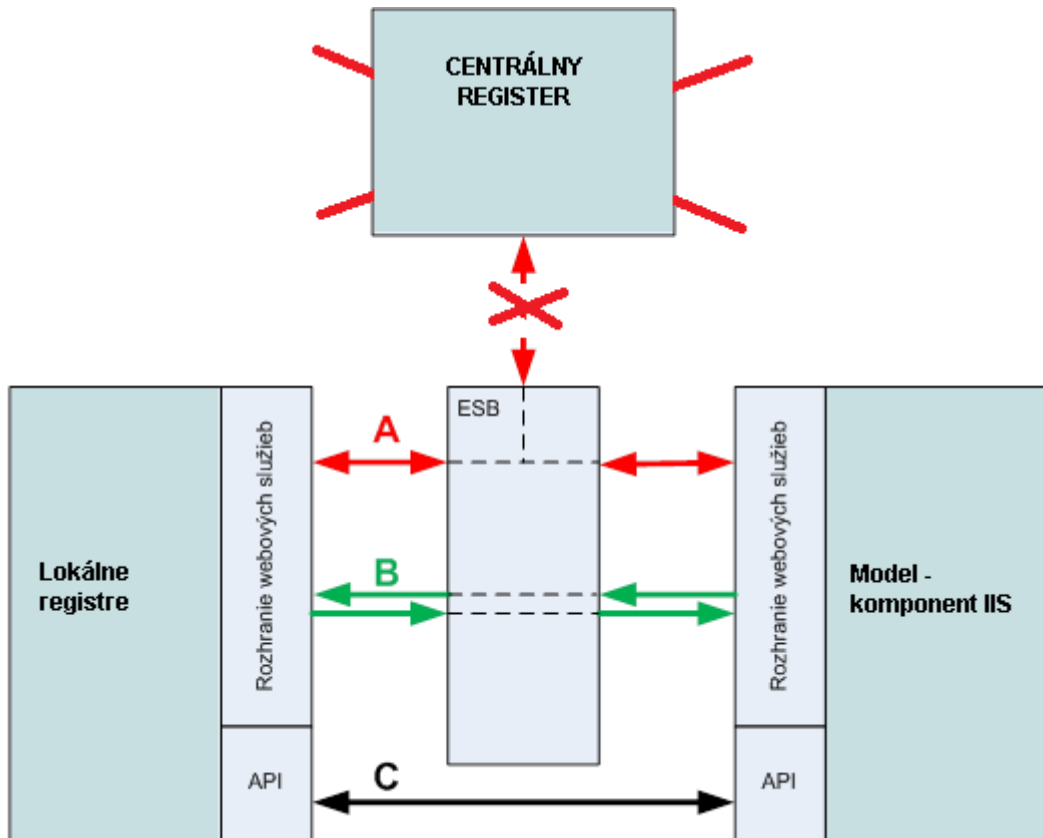 CENTRÁLNY
REGISTER
ESB
A
Rozhranie webových služieb
Rozhranie webových služieb
Lokálne
registre
B
Model -
komponent IIS
C
API
API